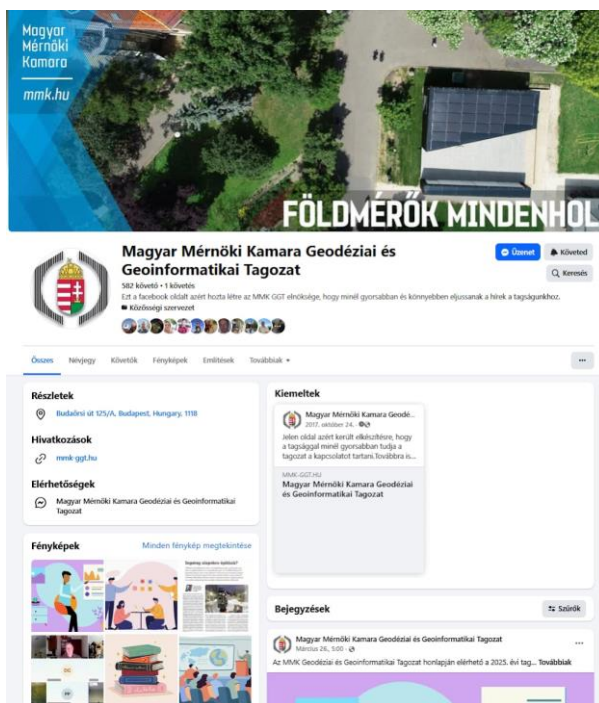 Magyar
Mérnöki
Kamara
mmk.hu
FÖLDMÉRŐK MINDENHOL
Magyar Mérnöki Kamara Geodéziai és
Geoinformatikai Tagozat
582 követő • 1 követés
Ezt a facebook oldalt azért hozta létre az MMK GGT elnöksége, hogy minél gyorsabban és könnyebben eljussanak a hírek a tagságunkhoz.
Közösségi szervezet
Üzenet
Követed
Keresés
Összes Névjegy Követők Fényképek Említések Továbbiak
Részletek
Budaörsi út 125/A, Budapest, Hungary, 1118
Hivatkozások
mmk-ggt.hu
Elérhetőségek
Magyar Mérnöki Kamara Geodéziai és Geoinformatikai
Tagozat
Fényképek Minden fénykép megtekintése
Kiemeltek
Magyar Mérnöki Kamara Geodé...
2017. október 24.
Jelen oldal azért került elkészítésre, hogy
a tagsággal minél gyorsabban tudja a
tagozat a kapcsolatot tartani.Továbbra is...
MMK-GGT.HU
Magyar Mérnöki Kamara Geodéziai
és Geoinformatikai Tagozat
Bejegyzések
Szűrők
Magyar Mérnöki Kamara Geodéziai és Geoinformatikai Tagozat
Március 26., 5:00
Az MMK Geodéziai és Geoinformatikai Tagozat honlapján elérhető a 2025. évi tag... Továbbiak